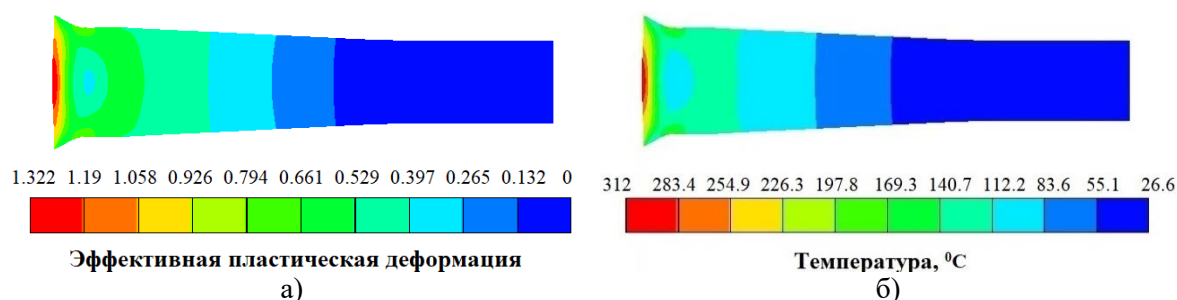 1.322 1.19 1.058 0.926 0.794 0.661 0.529 0.397 0.265 0.132 0
Эффективная пластическая деформация
а)
312 283.4 254.9 226.3 197.8 169.3 140.7 112.2 83.6 55.1 26.6
Температура, ⁰С
б)